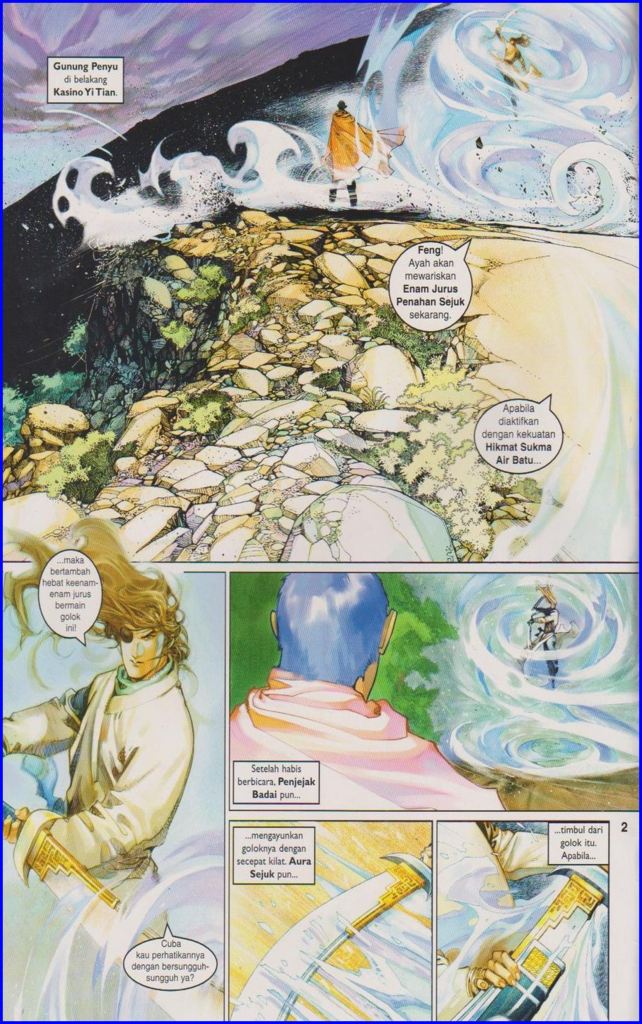 Gunung Penyu
di belakang
Kasino Yi Tian.
Feng!
Ayah akan
mewariskan
Enam Jurus
Penahan Sejuk
sekarang.
Apabila
diaktifkan
dengan kekuatan
Hikmat Sukma
Air Batu...
...maka
bertambah
hebat keenam-
enam jurus
bermain
golok
ini!
Cuba
kau perhatikannya
dengan bersungguh-
sungguh ya?
Setelah habis
berbicara, Penjejak
Badai pun...
...mengayunkan
goloknya dengan
secepat kilat. Aura
Sejuk pun...
...timbul dari
golok itu.
Apabila...
2